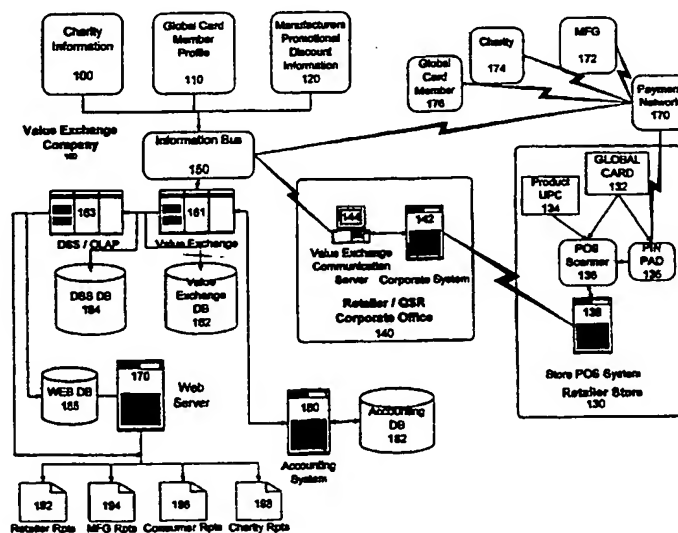 Charity
Information
100
Global Card
Member
Profile
110
Manufacturers
Promotional
Discount
Information
120
MFG
172
Charity
174
Global Card
Member
176
Payment
Network
170
Value Exchange
Company
Information Bus
150
163
DSS / OLAP
161
Value Exchange
DSS DB
164
Value
Exchange
DB
162
144
142
Value Exchange
Communication
Server
Corporate System
Retailer / QSR
Corporate Office
140
GLOBAL
CARD
132
Product
UPC
134
POS
Scanner
136
PIN
PAD
138
Store POS System
Retailer Store
130
WEB DB
170
Web
Server
180
Accounting
System
Accounting
DB
182
192
Retailer Rpts
194
MFG Rpts
196
Consumer Rpts
198
Charity Rpts